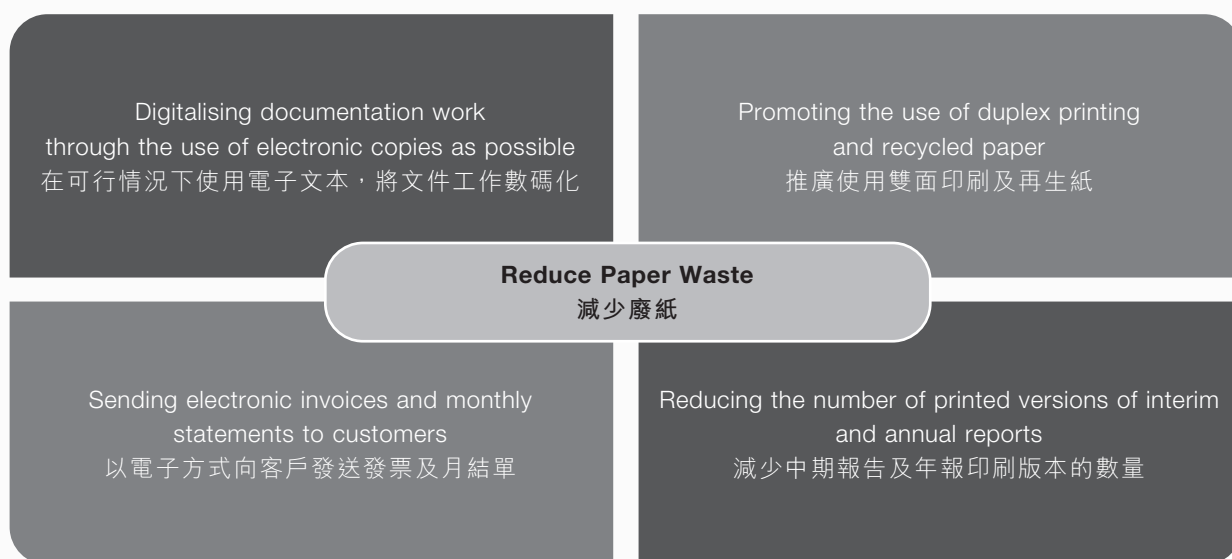 Digitalising documentation work
through the use of electronic copies as possible
在可行情況下使用電子文本，將文件工作數碼化
Promoting the use of duplex printing
and recycled paper
推廣使用雙面印刷及再生紙
Reduce Paper Waste
減少廢紙
Sending electronic invoices and monthly
statements to customers
以電子方式向客戶發送發票及月結單
Reducing the number of printed versions of interim
and annual reports
減少中期報告及年報印刷版本的數量